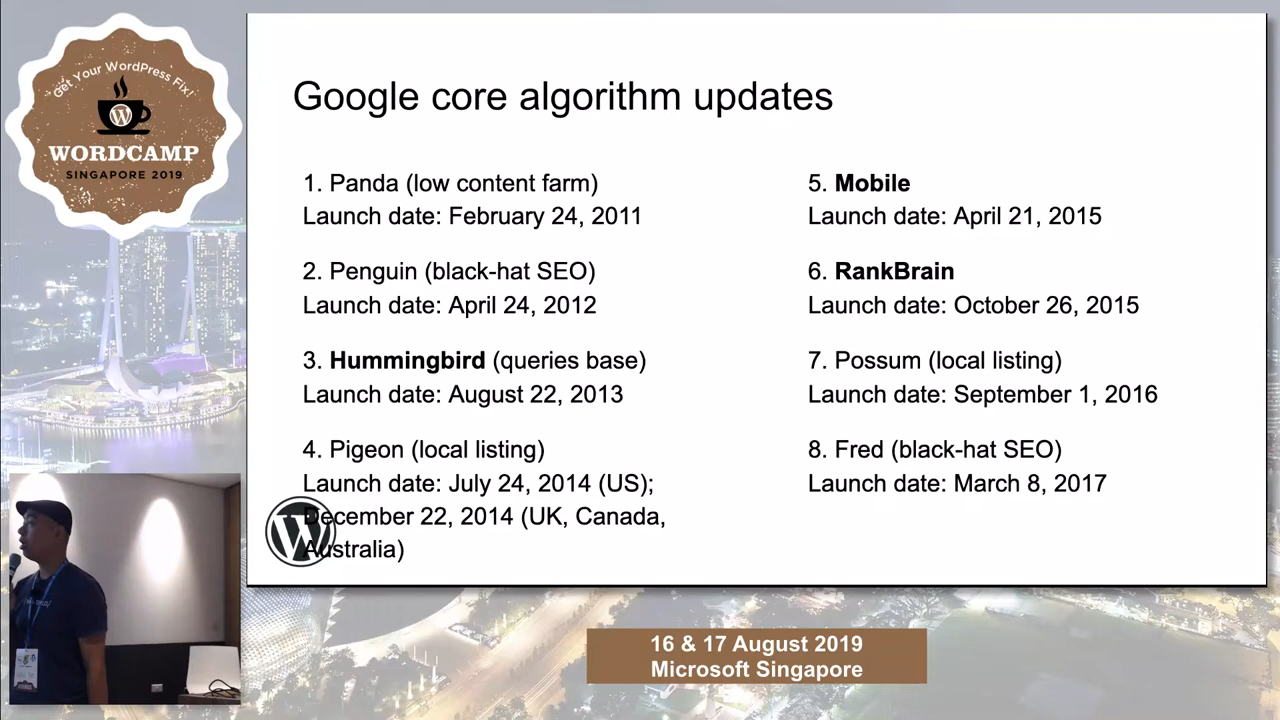 Get Your WordPress Fix!
WORDCAMP
SINGAPORE 2019
Google core algorithm updates
1. Panda (low content farm)
Launch date: February 24, 2011
2. Penguin (black-hat SEO)
Launch date: April 24, 2012
3. Hummingbird (queries base)
Launch date: August 22, 2013
4. Pigeon (local listing)
Launch date: July 24, 2014 (US);
December 22, 2014 (UK, Canada,
Australia)
5. Mobile
Launch date: April 21, 2015
6. RankBrain
Launch date: October 26, 2015
7. Possum (local listing)
Launch date: September 1, 2016
8. Fred (black-hat SEO)
Launch date: March 8, 2017
16 & 17 August 2019
Microsoft Singapore